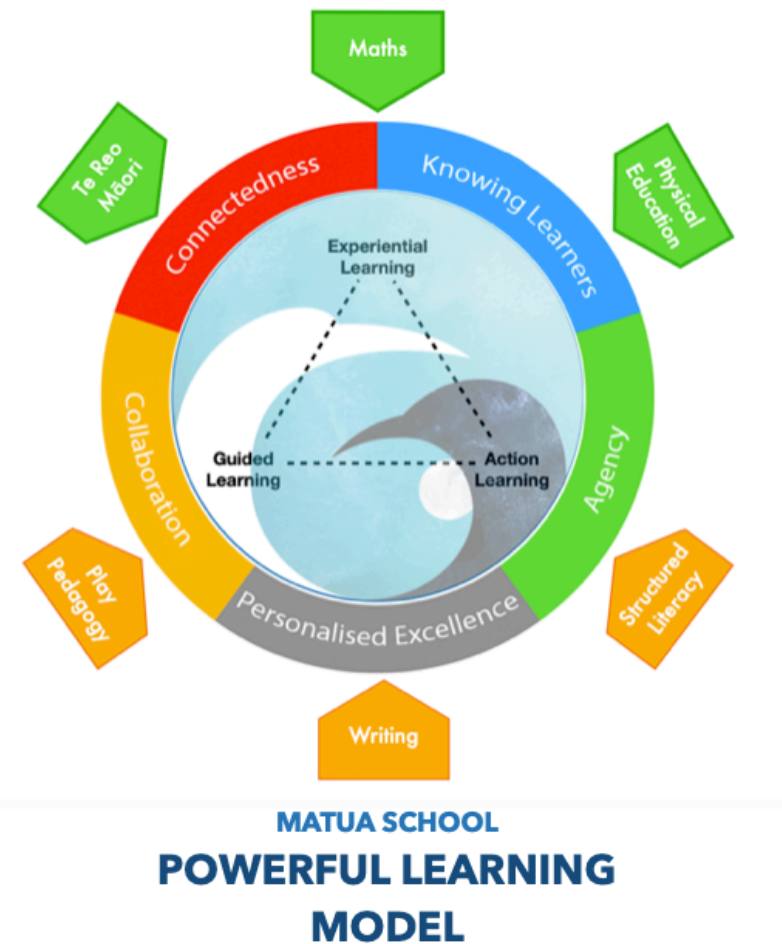 Maths
Te Reo
Māori
Physical
Education
Connectedness
Knowing Learners
Experiential
Learning
Collaboration
Agency
Guided
Learning
Action
Learning
Play
Pedagogy
Structured
Literacy
Personalised Excellence
Writing
MATUA SCHOOL
POWERFUL LEARNING
MODEL